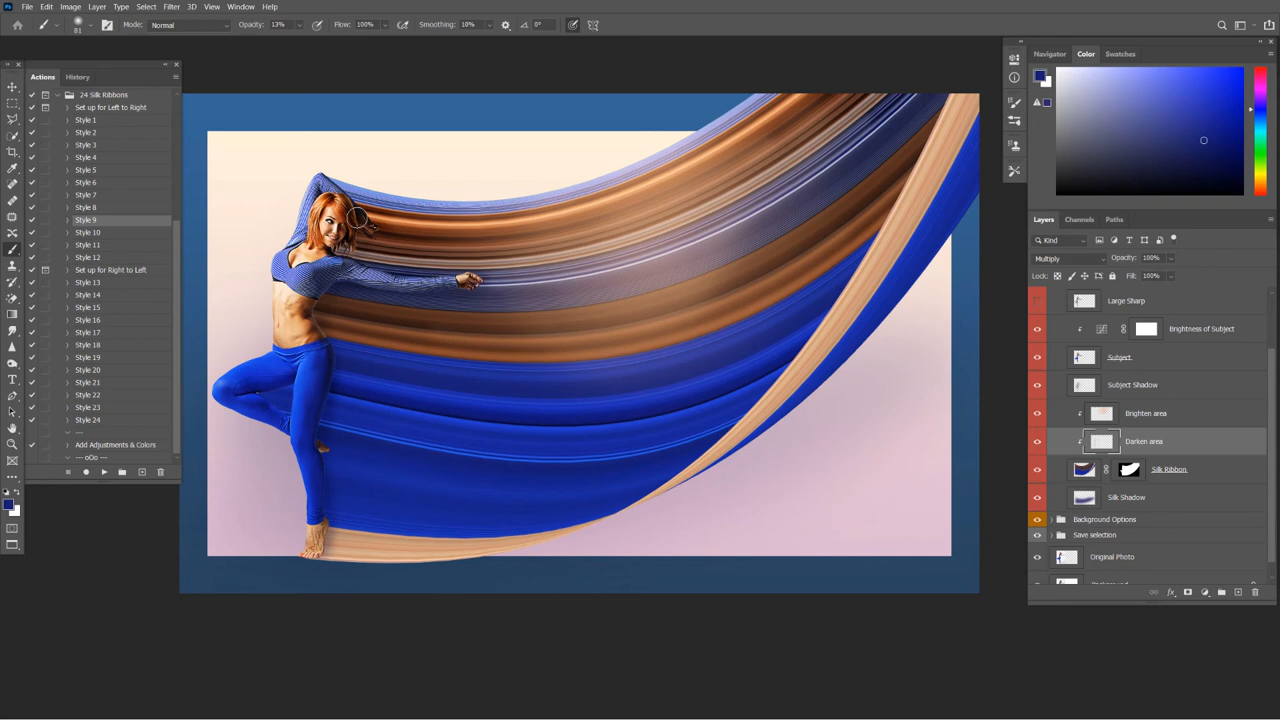 Ps File Edit Image Layer Type Select Filter 3D View Window Help
81 Mode: Normal Opacity: 13% Flow: 100% Smoothing: 10% 0°
Actions History
24 Silk Ribbons
Set up for Left to Right
Style 1
Style 2
Style 3
Style 4
Style 5
Style 6
Style 7
Style 8
Style 9
Style 10
Style 11
Style 12
Set up for Right to Left
Style 13
Style 14
Style 15
Style 16
Style 17
Style 18
Style 19
Style 20
Style 21
Style 22
Style 23
Style 24
---
Add Adjustments & Colors
--- oOo ---
Navigator Color Swatches
Layers Channels Paths
Kind
Multiply Opacity: 100%
Lock: Fill: 100%
Large Sharp
Brightness of Subject
Subject
Subject Shadow
Brighten area
Darken area
Silk Ribbon
Silk Shadow
Background Options
Save selection
Original Photo